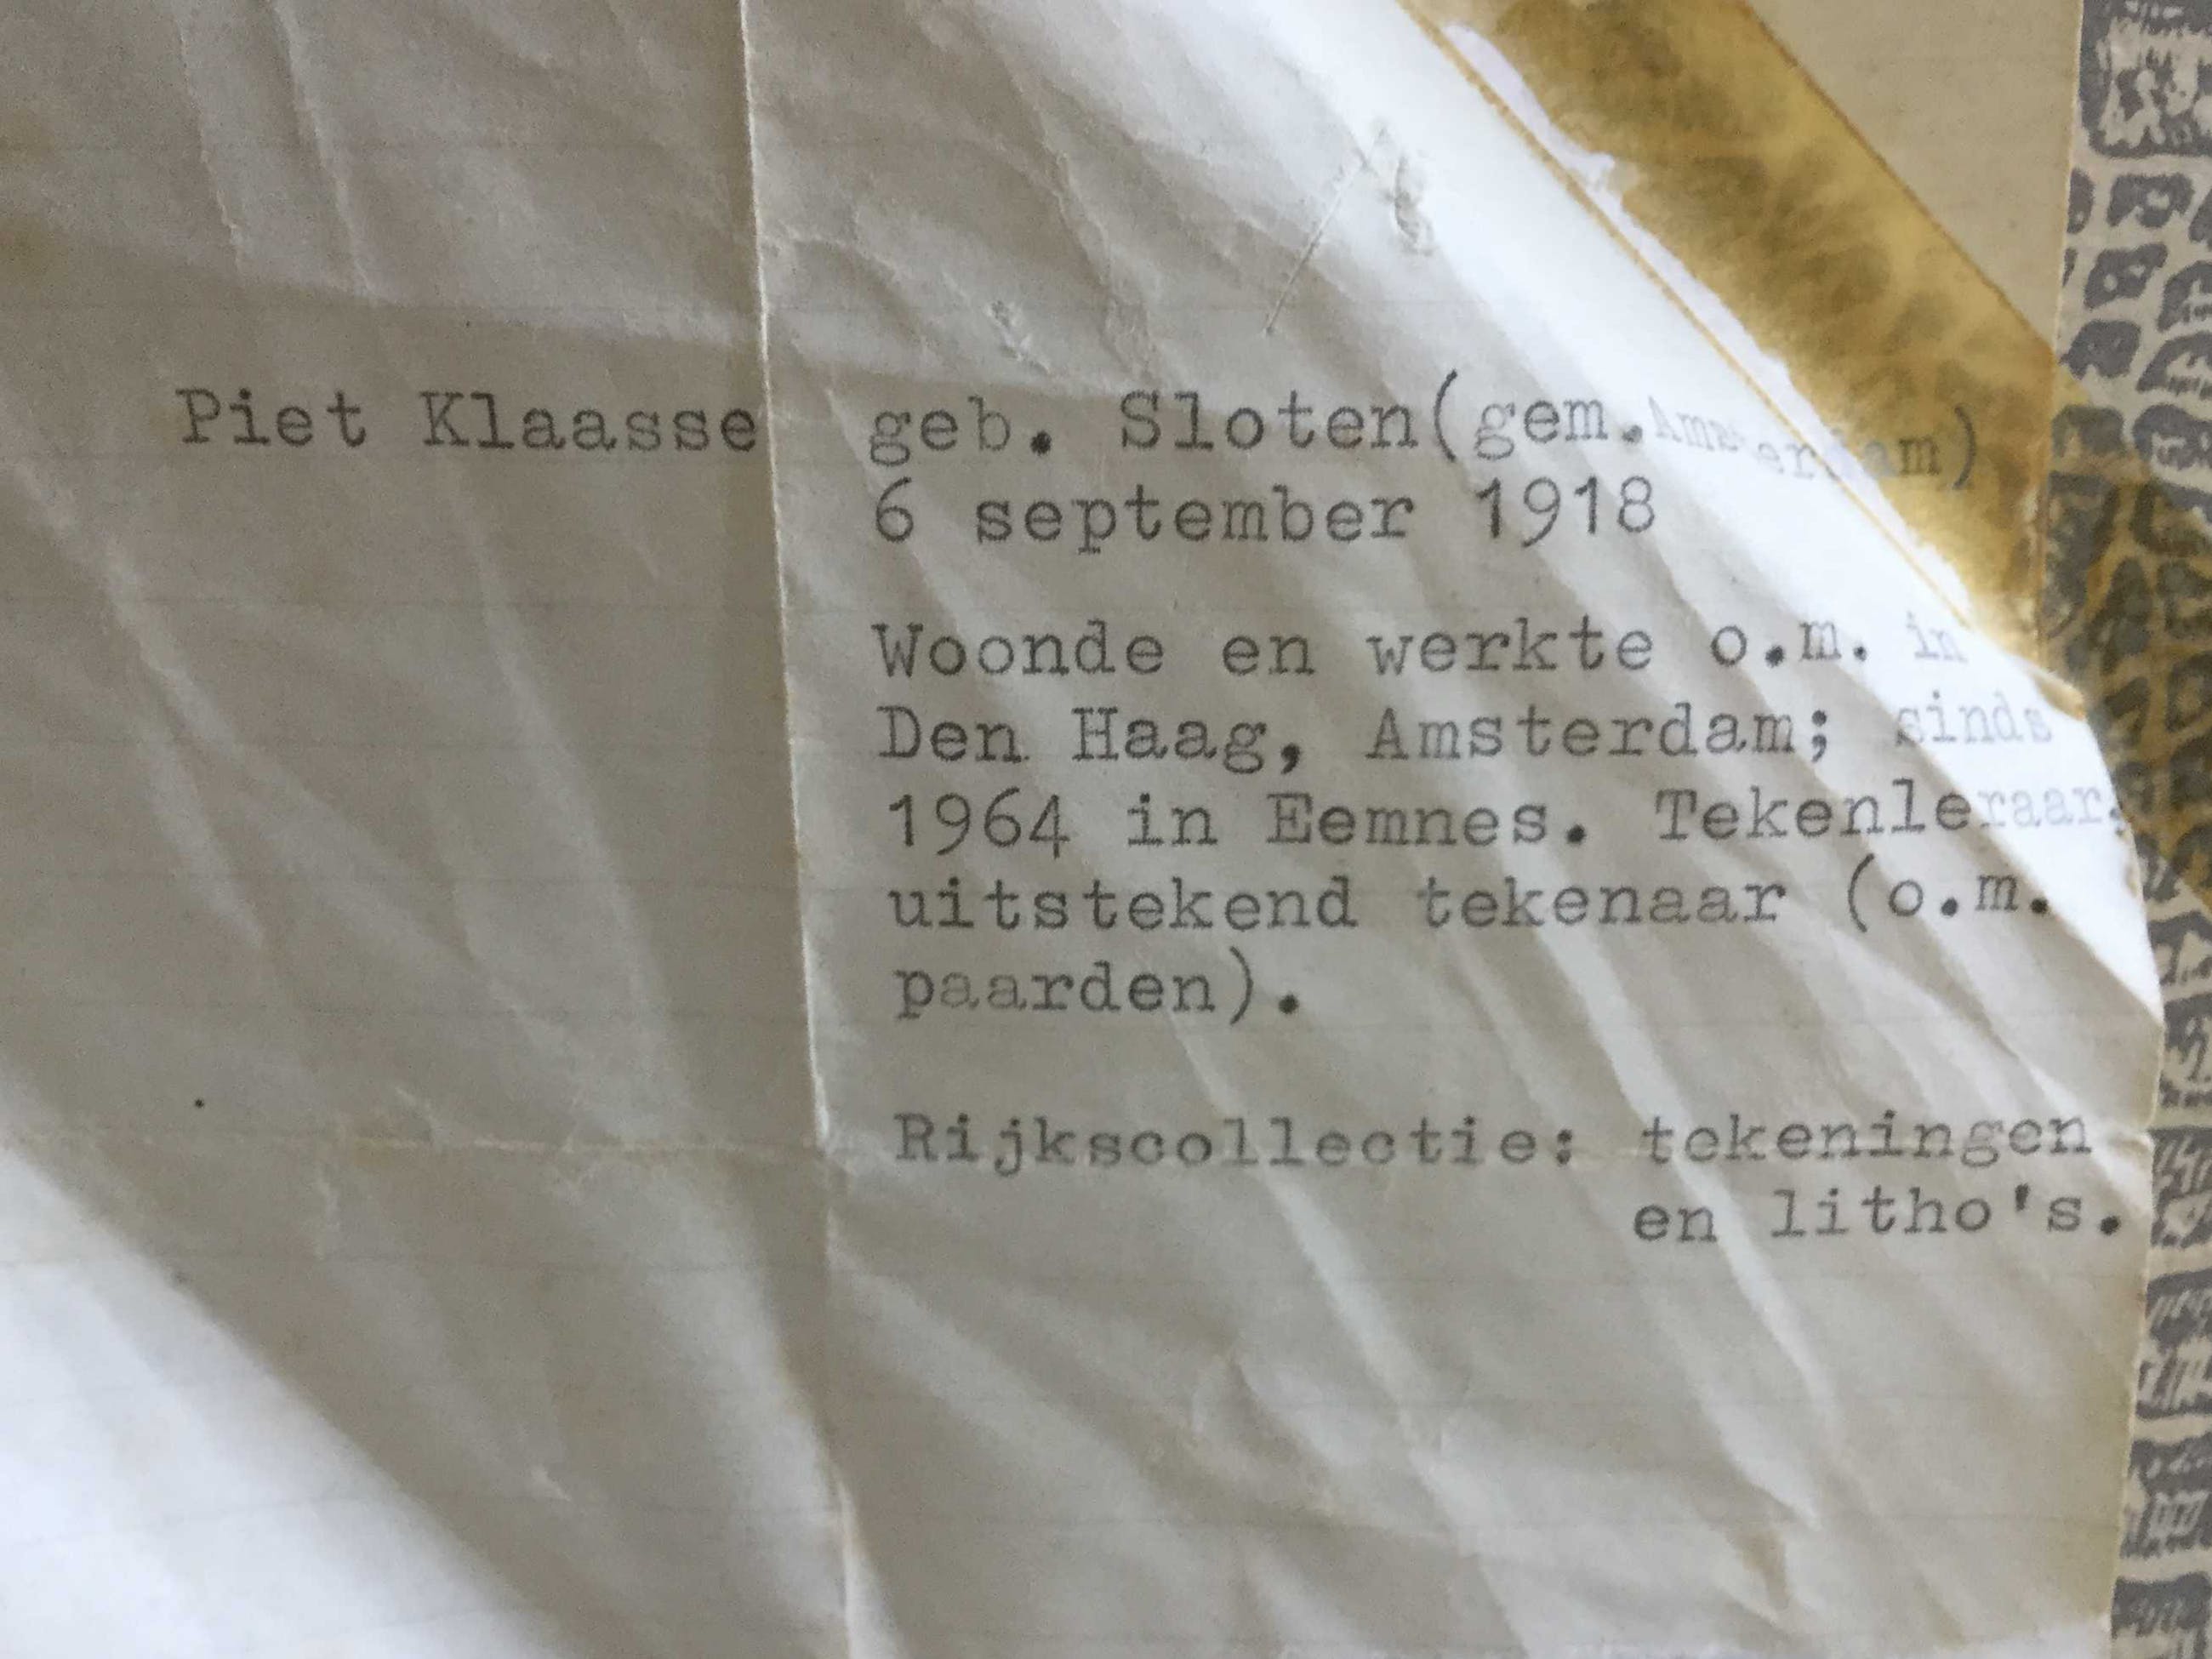 Piet Klaasse geb. Sloten(gem.Amsterdam)
6 september 1918
Woonde en werkte o.m. in
Den Haag, Amsterdam; sinds
1964 in Eemnes. Tekenleraar;
uitstekend tekenaar (o.m.
paarden).
Rijkscollectie: tekeningen
en litho's.